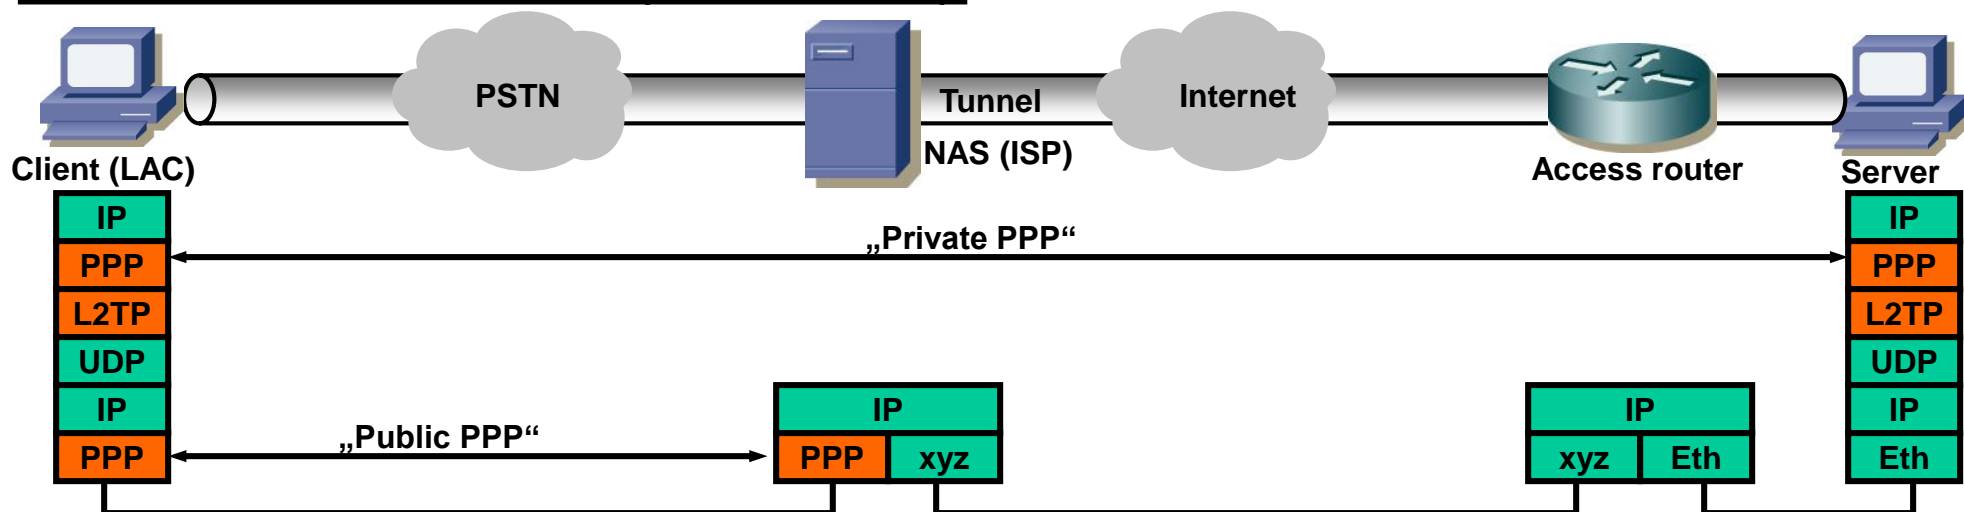 PSTN
Tunnel
Internet
NAS (ISP)
Client (LAC)
Access router
Server
IP
PPP
L2TP
UDP
IP
PPP
„Private PPP“
„Public PPP“
IP
PPP xyz
IP
xyz Eth
IP
PPP
L2TP
UDP
IP
Eth